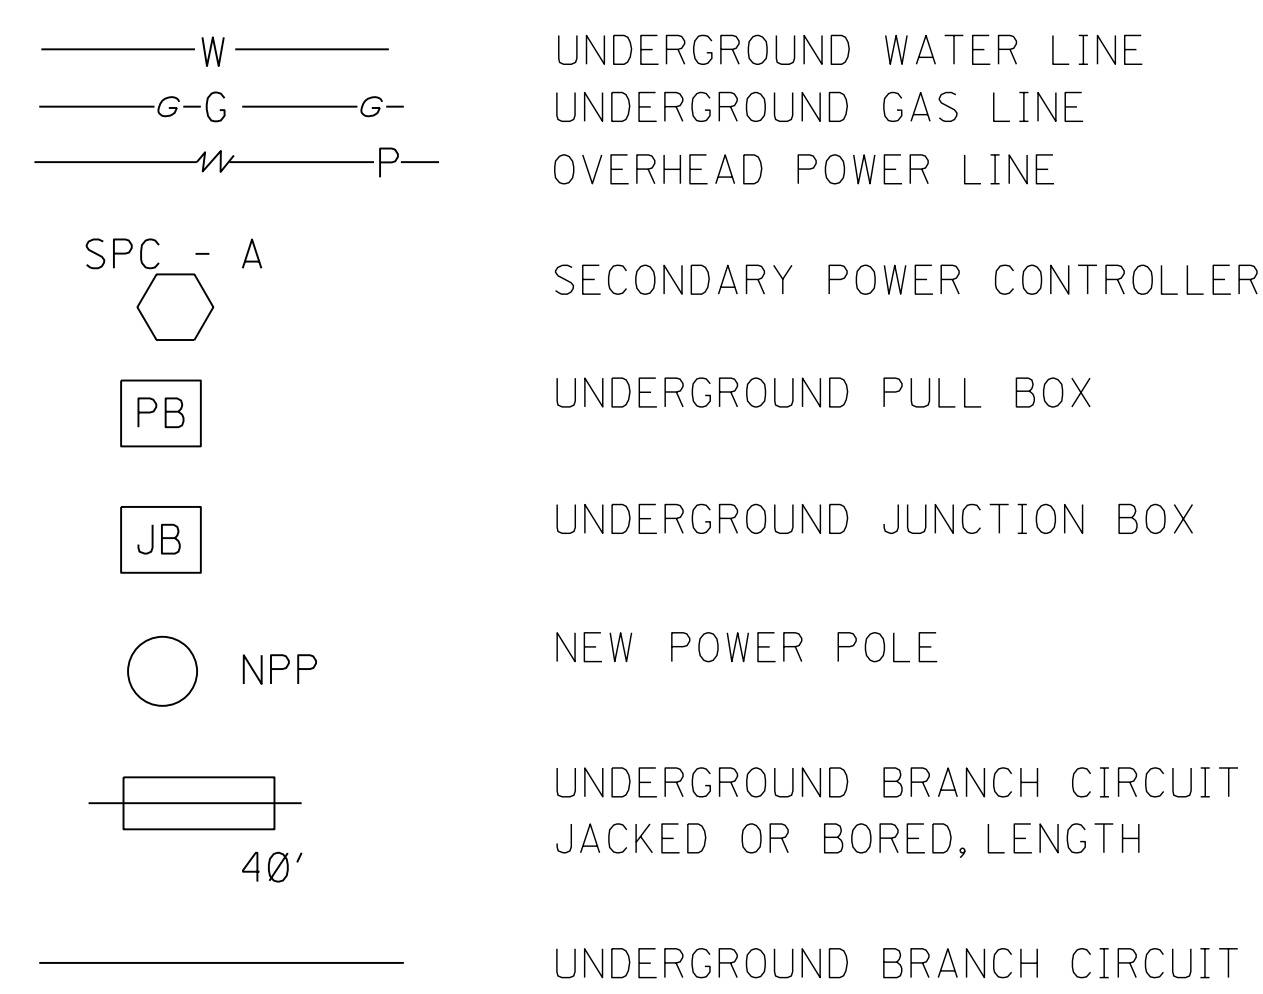 W UNDERGROUND WATER LINE
G G G UNDERGROUND GAS LINE
P OVERHEAD POWER LINE
SPC - A
SECONDARY POWER CONTROLLER
PB UNDERGROUND PULL BOX
JB UNDERGROUND JUNCTION BOX
NPP NEW POWER POLE
UNDERGROUND BRANCH CIRCUIT
JACKED OR BORED, LENGTH
40'
UNDERGROUND BRANCH CIRCUIT